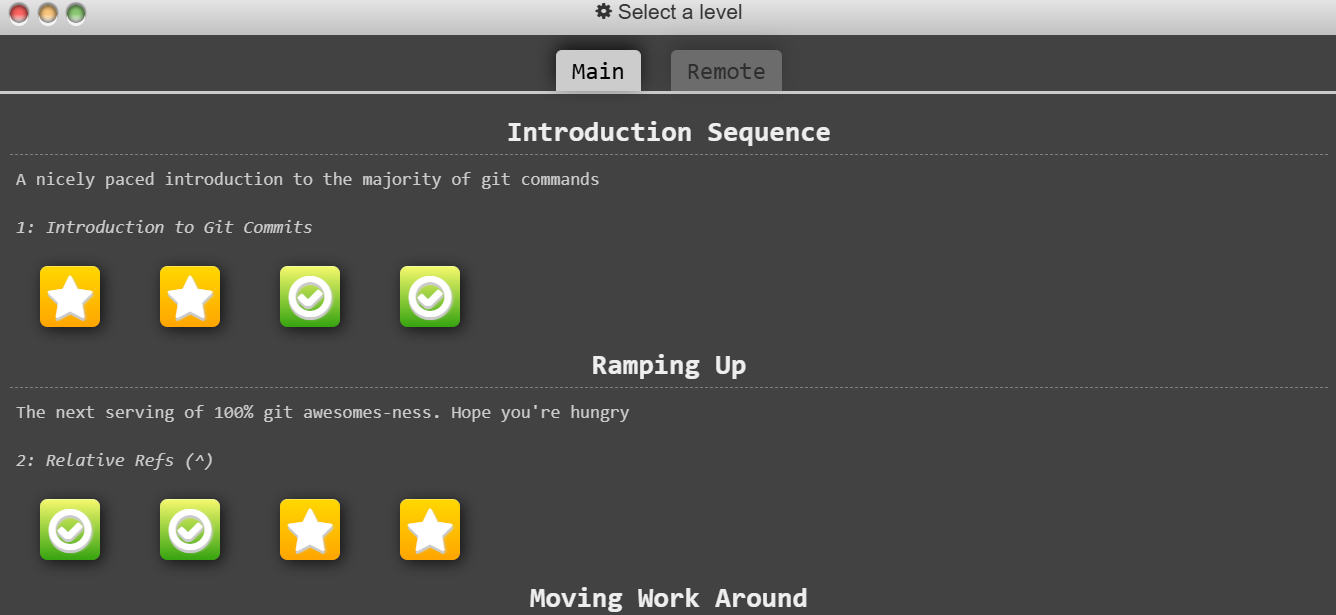 Select a level
Main
Remote
Introduction Sequence
A nicely paced introduction to the majority of git commands
1: Introduction to Git Commits
Ramping Up
The next serving of 100% git awesomes-ness. Hope you're hungry
2: Relative Refs (^)
Moving Work Around